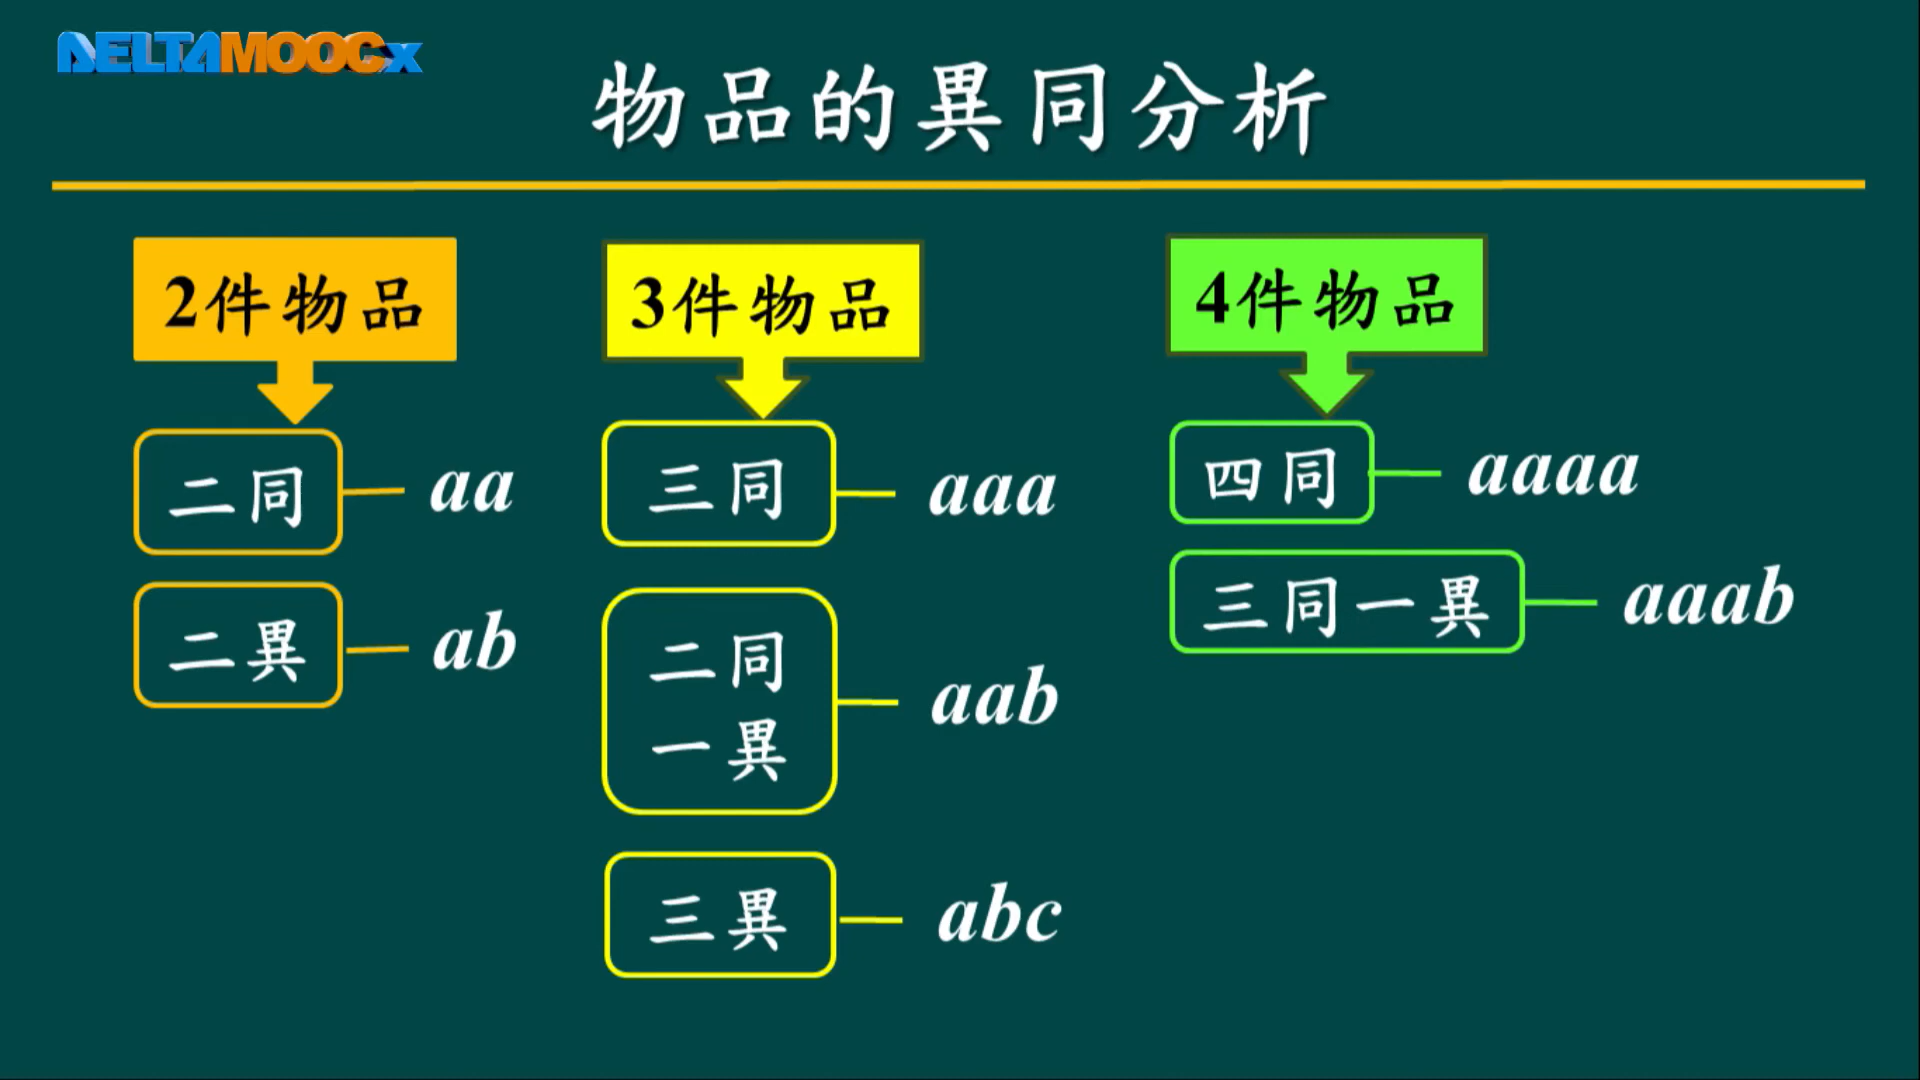 DELTAMOOCx
物品的異同分析
2件物品
二同
aa
二異
ab
3件物品
三同
aaa
二同
一異
aab
三異
abc
4件物品
四同
aaaa
三同一異
aaab